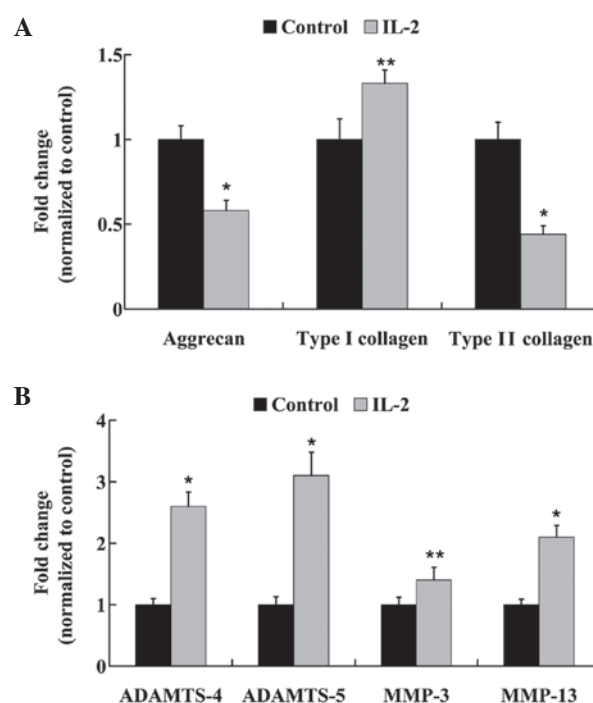 A
Control IL-2
Fold change
(normalized to control)
1.5
1
0.5
0
**
*
*
Aggrecan Type I collagen Type II collagen
B
Control IL-2
Fold change
(normalized to control)
4
3
2
1
0
*
*
**
*
ADAMTS-4 ADAMTS-5 MMP-3 MMP-13